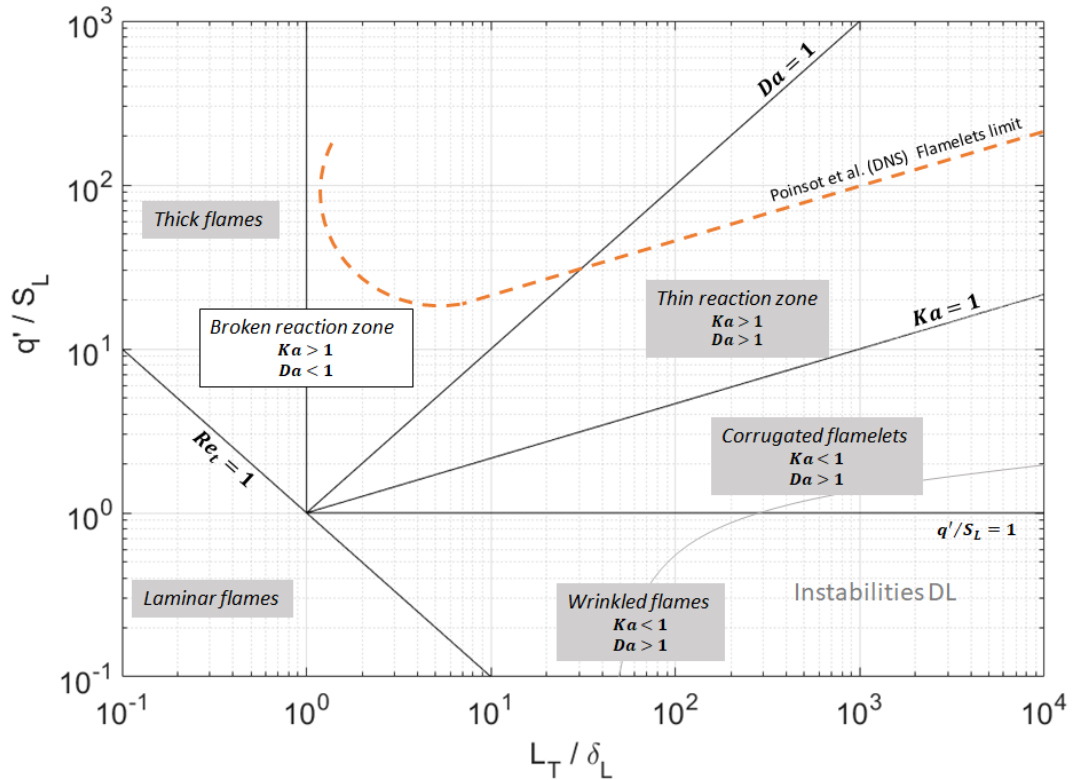 10³
Da = 1
Poinsot et al. (DNS) Flamelets limit
10²
Thick flames
Thin reaction zone
Ka > 1
Da > 1
Ka = 1
q' / S_L
Broken reaction zone
Ka > 1
Da < 1
10¹
Re_t = 1
Corrugated flamelets
Ka < 1
Da > 1
10⁰
q'/S_L = 1
Laminar flames
Wrinkled flames
Ka < 1
Da > 1
Instabilities DL
10⁻¹
10⁻¹ 10⁰ 10¹ 10² 10³ 10⁴
L_T / δ_L